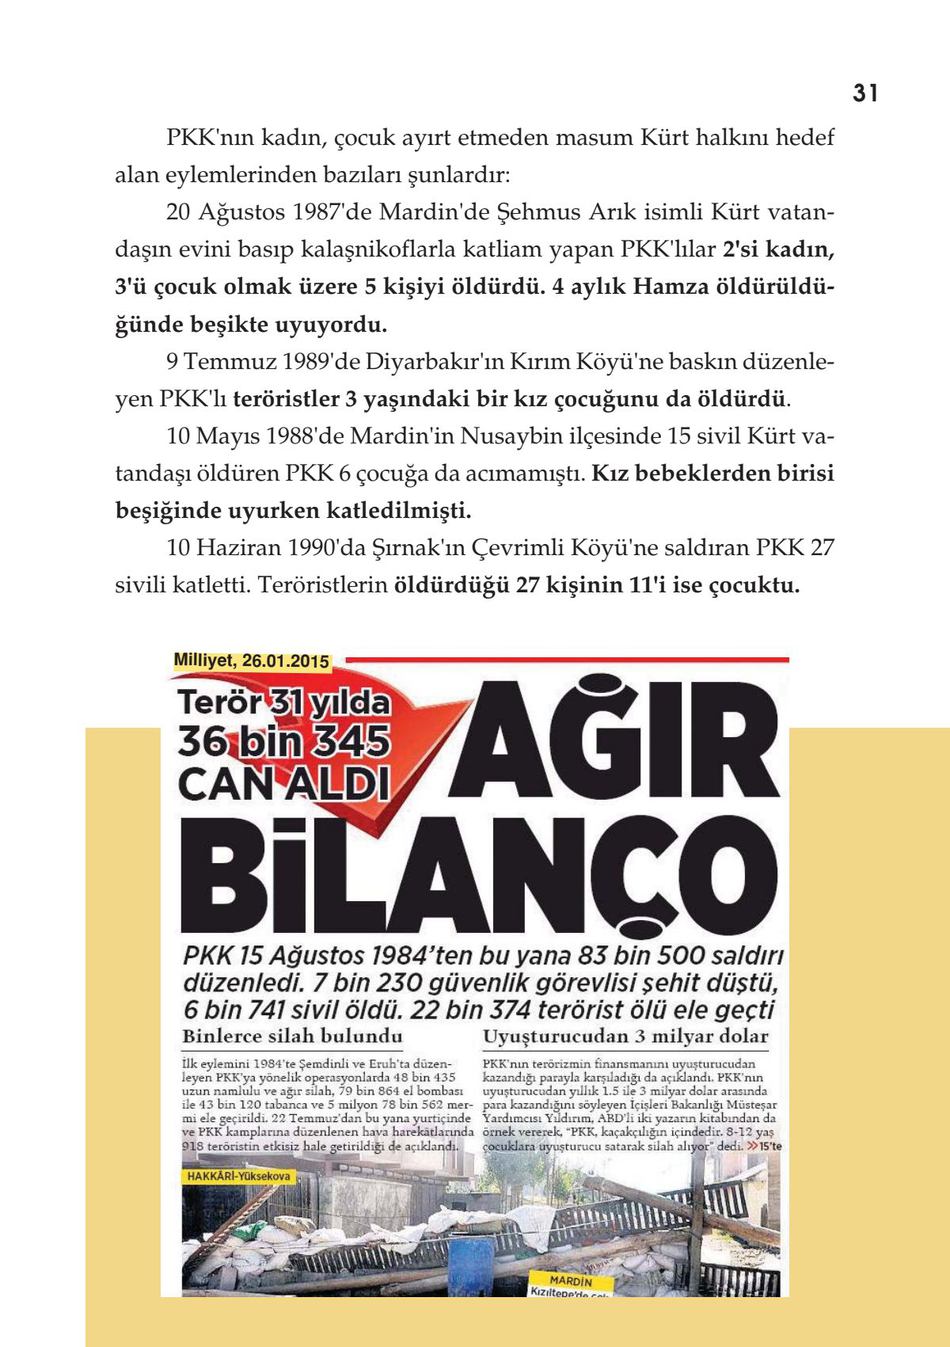 31
PKK'nın kadın, çocuk ayırt etmeden masum Kürt halkını hedef
alan eylemlerinden bazıları şunlardır:
20 Ağustos 1987'de Mardin'de Şehmus Arık isimli Kürt vatan-
daşın evini basıp kalaşnikoflarla katliam yapan PKK'lılar 2'si kadın,
3'ü çocuk olmak üzere 5 kişiyi öldürdü. 4 aylık Hamza öldürüldü-
ğünde beşikte uyuyordu.
9 Temmuz 1989'de Diyarbakır'ın Kırım Köyü'ne baskın düzenle-
yen PKK'lı teröristler 3 yaşındaki bir kız çocuğunu da öldürdü.
10 Mayıs 1988'de Mardin'in Nusaybin ilçesinde 15 sivil Kürt va-
tandaşı öldüren PKK 6 çocuğa da acımamıştı. Kız bebeklerden birisi
beşiğinde uyurken katledilmişti.
10 Haziran 1990'da Şırnak'ın Çevrimli Köyü'ne saldıran PKK 27
sivili katletti. Teröristlerin öldürdüğü 27 kişinin 11'i ise çocuktu.
Milliyet, 26.01.2015
Terör 31 yılda
36 bin 345
CAN ALDI
AĞIR
BİLANÇO
PKK 15 Ağustos 1984'ten bu yana 83 bin 500 saldırı
düzenledi. 7 bin 230 güvenlik görevlisi şehit düştü,
6 bin 741 sivil öldü. 22 bin 374 terörist ölü ele geçti
Binlerce silah bulundu
İlk eylemini 1984'te Şemdinli ve Eruh'ta düzen-
leyen PKK'ya yönelik operasyonlarda 48 bin 435
uzun namlulu ve ağır silah, 79 bin 864 el bombası
ile 43 bin 120 tabanca ve 5 milyon 78 bin 562 mer-
mi ele geçirildi. 22 Temmuz'dan bu yana yurtiçinde
ve PKK kamplarına düzenlenen hava harekâtlarında
918 teröristin etkisiz hale getirildiği de açıklandı.
Uyuşturucudan 3 milyar dolar
PKK'nın terörizmin finansmanını uyuşturucudan
kazandığı parayla karşıladığı da açıklandı. PKK'nın
uyuşturucudan yıllık 1.5 ile 3 milyar dolar arasında
para kazandığını söyleyen İçişleri Bakanlığı Müsteşar
Yardımcısı Yıldırım, ABD'li iki yazarın kitabından da
örnek vererek, "PKK, kaçakçılığın içindedir. 8-12 yaş
çocuklara uyuşturucu satarak silah alıyor" dedi. 15'te
HAKKÂRİ-Yüksekova
MARDİN
Kızıltepe'de